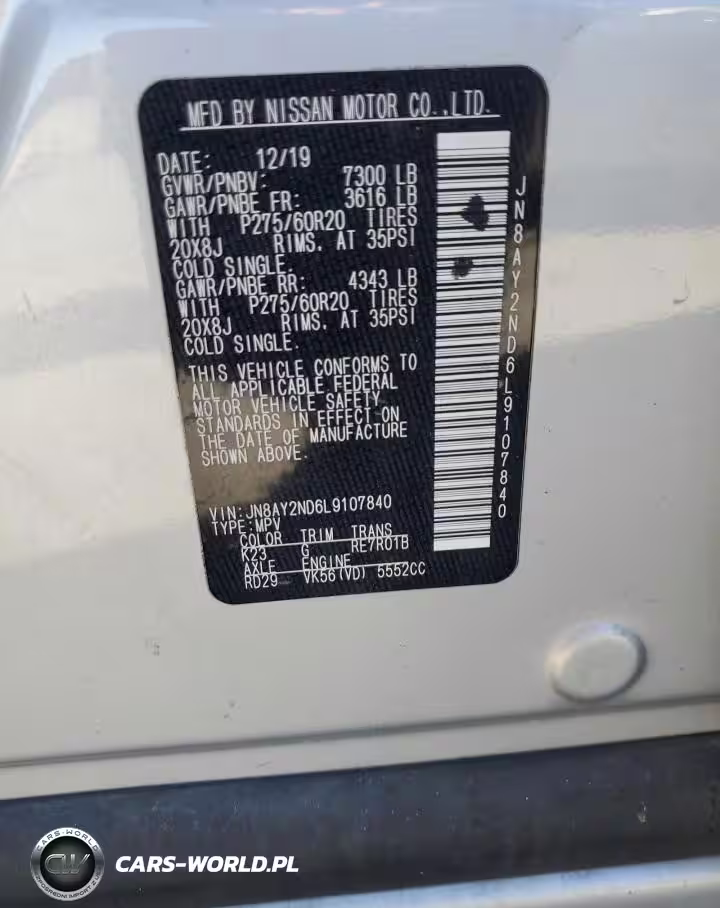 MFD BY NISSAN MOTOR CO.,LTD.
DATE: 12/19
GVWR/PNBV: 7300 LB
GAWR/PNBE FR: 3616 LB
WITH P275/60R20 TIRES
20X8J RIMS, AT 35PSI
COLD SINGLE.
GAWR/PNBE RR: 4343 LB
WITH P275/60R20 TIRES
20X8J RIMS, AT 35PSI
COLD SINGLE.
THIS VEHICLE CONFORMS TO
ALL APPLICABLE FEDERAL
MOTOR VEHICLE SAFETY
STANDARDS IN EFFECT ON
THE DATE OF MANUFACTURE
SHOWN ABOVE.
VIN:JN8AY2ND6L9107840
TYPE:MPV
COLOR TRIM TRANS
K23 G RE7R01B
AXLE ENGINE
RD29 VK56(VD) 5552CC
JN8AY2ND6L9107840
CARS-WORLD
CW
CARS-WORLD.PL